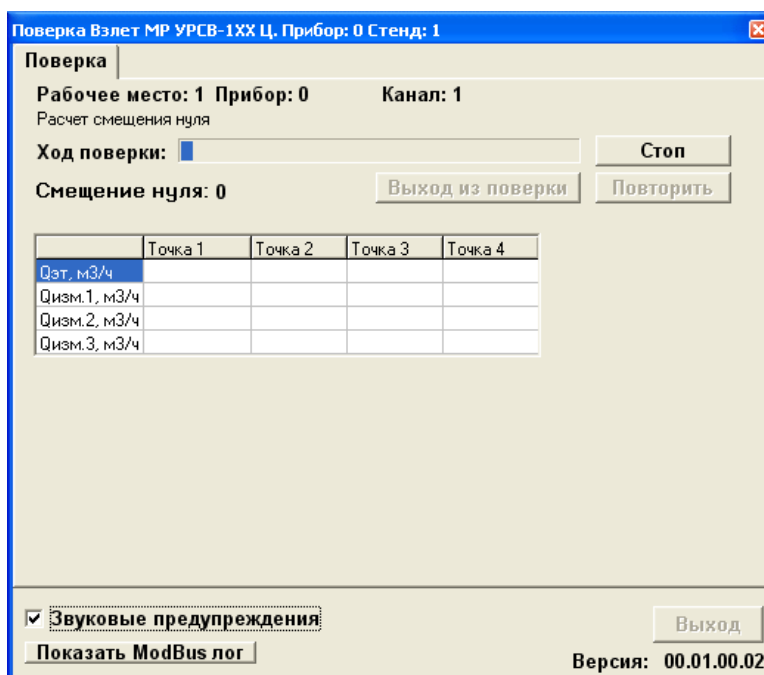 Поверка Взлет МР УРСВ-1XX Ц. Прибор: 0 Стенд: 1
Поверка
Рабочее место: 1 Прибор: 0 Канал: 1
Расчет смещения нуля
Ход поверки: Стоп
Смещение нуля: 0 Выход из поверки Повторить
Точка 1 Точка 2 Точка 3 Точка 4
Qэт, м3/ч
Qизм.1, м3/ч
Qизм.2, м3/ч
Qизм.3, м3/ч
Звуковые предупреждения
Выход
Показать ModBus лог
Версия: 00.01.00.02